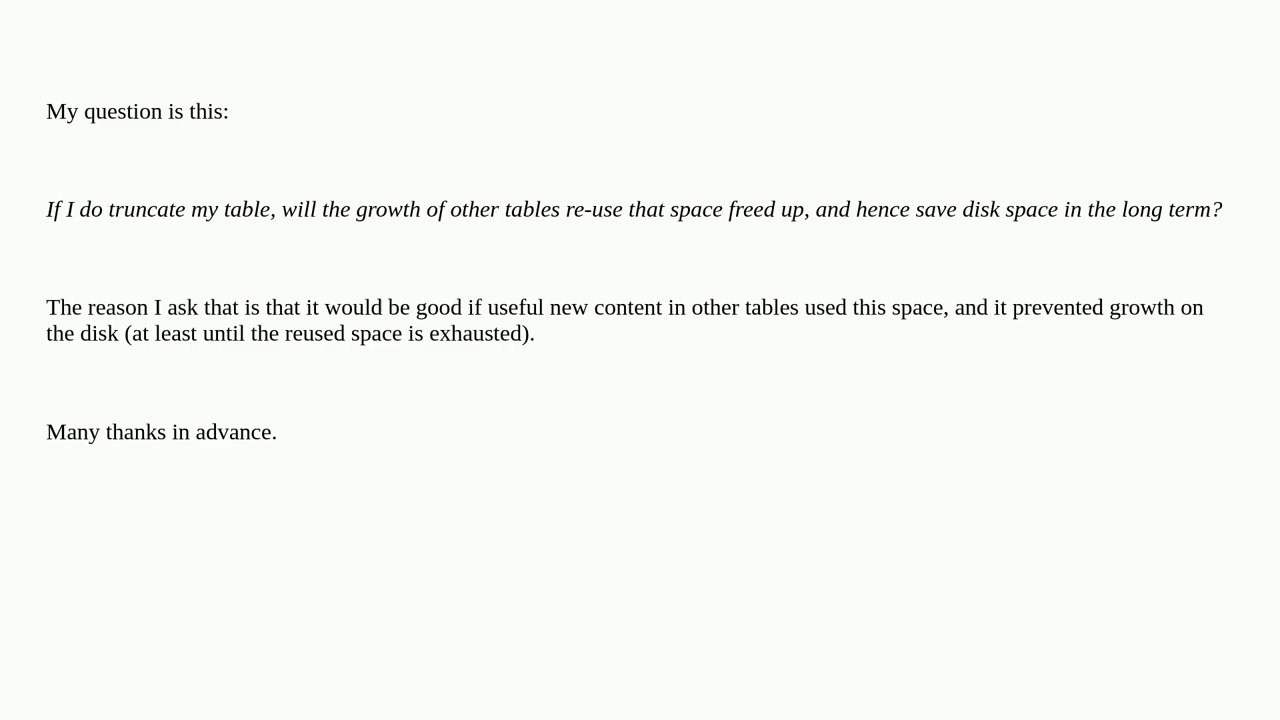 My question is this:
If I do truncate my table, will the growth of other tables re-use that space freed up, and hence save disk space in the long term?
The reason I ask that is that it would be good if useful new content in other tables used this space, and it prevented growth on
the disk (at least until the reused space is exhausted).
Many thanks in advance.